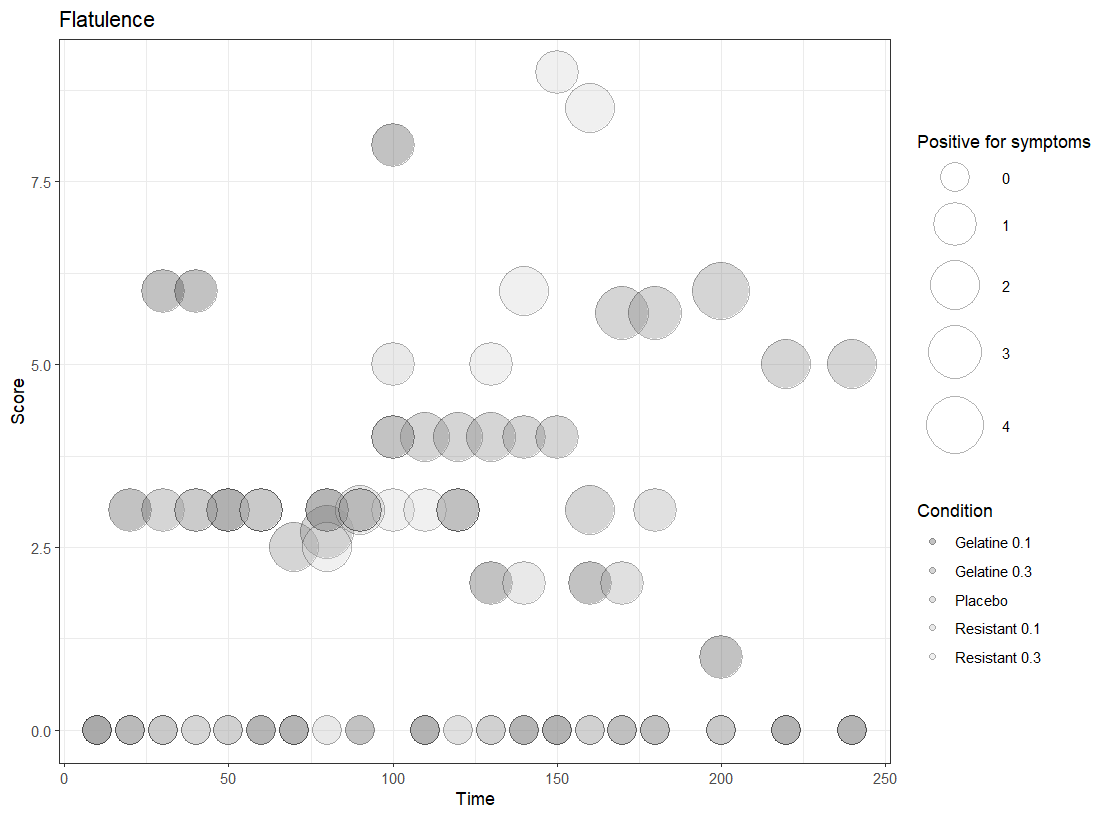 Flatulence
Score
7.5
5.0
2.5
0.0
0 50 100 150 200 250
Time
Positive for symptoms
0
1
2
3
4
Condition
Gelatine 0.1
Gelatine 0.3
Placebo
Resistant 0.1
Resistant 0.3